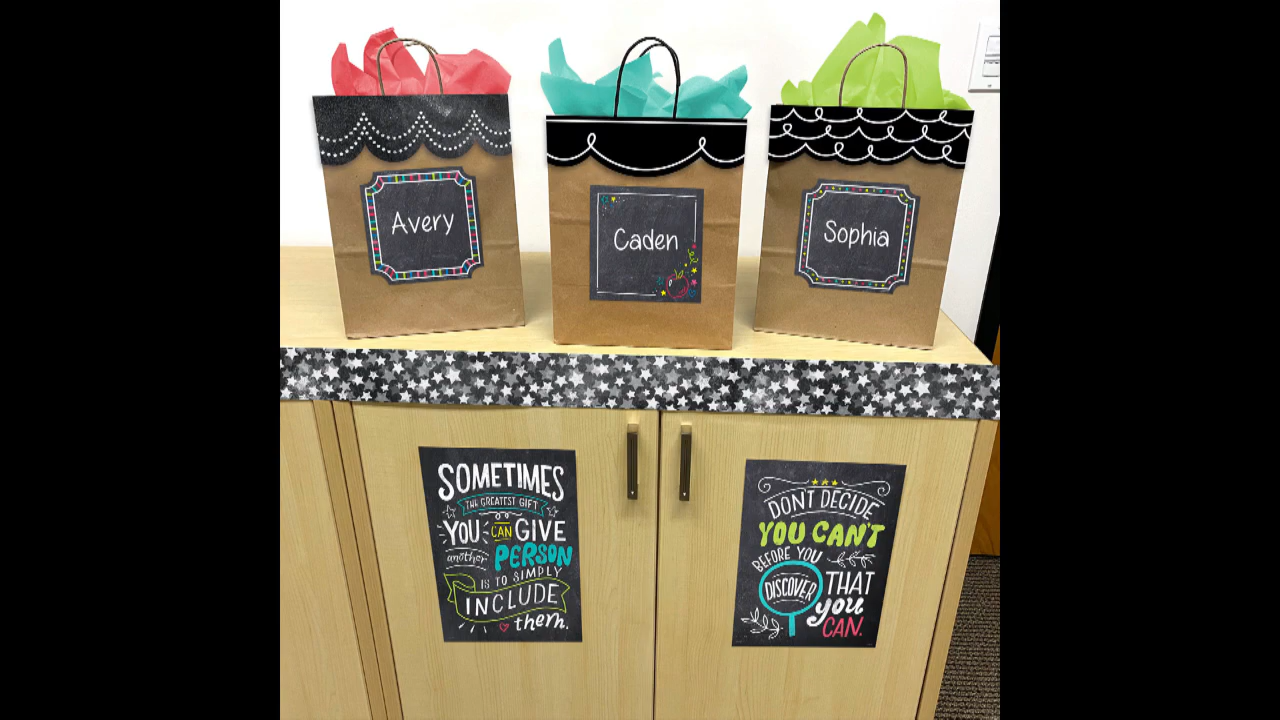 Avery
Caden
Sophia
SOMETIMES
THE GREATEST GIFT
YOU CAN GIVE
another PERSON
IS TO SIMPLY
INCLUDE
them.
DON'T DECIDE
YOU CAN'T
BEFORE YOU
DISCOVER THAT
you
CAN.